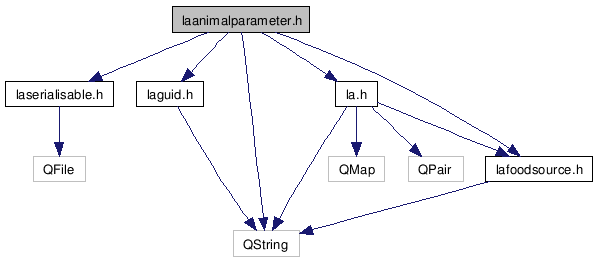 laanimalparameter.h
laserialisable.h
laguid.h
la.h
QFile
QMap
QPair
lafoodsource.h
QString